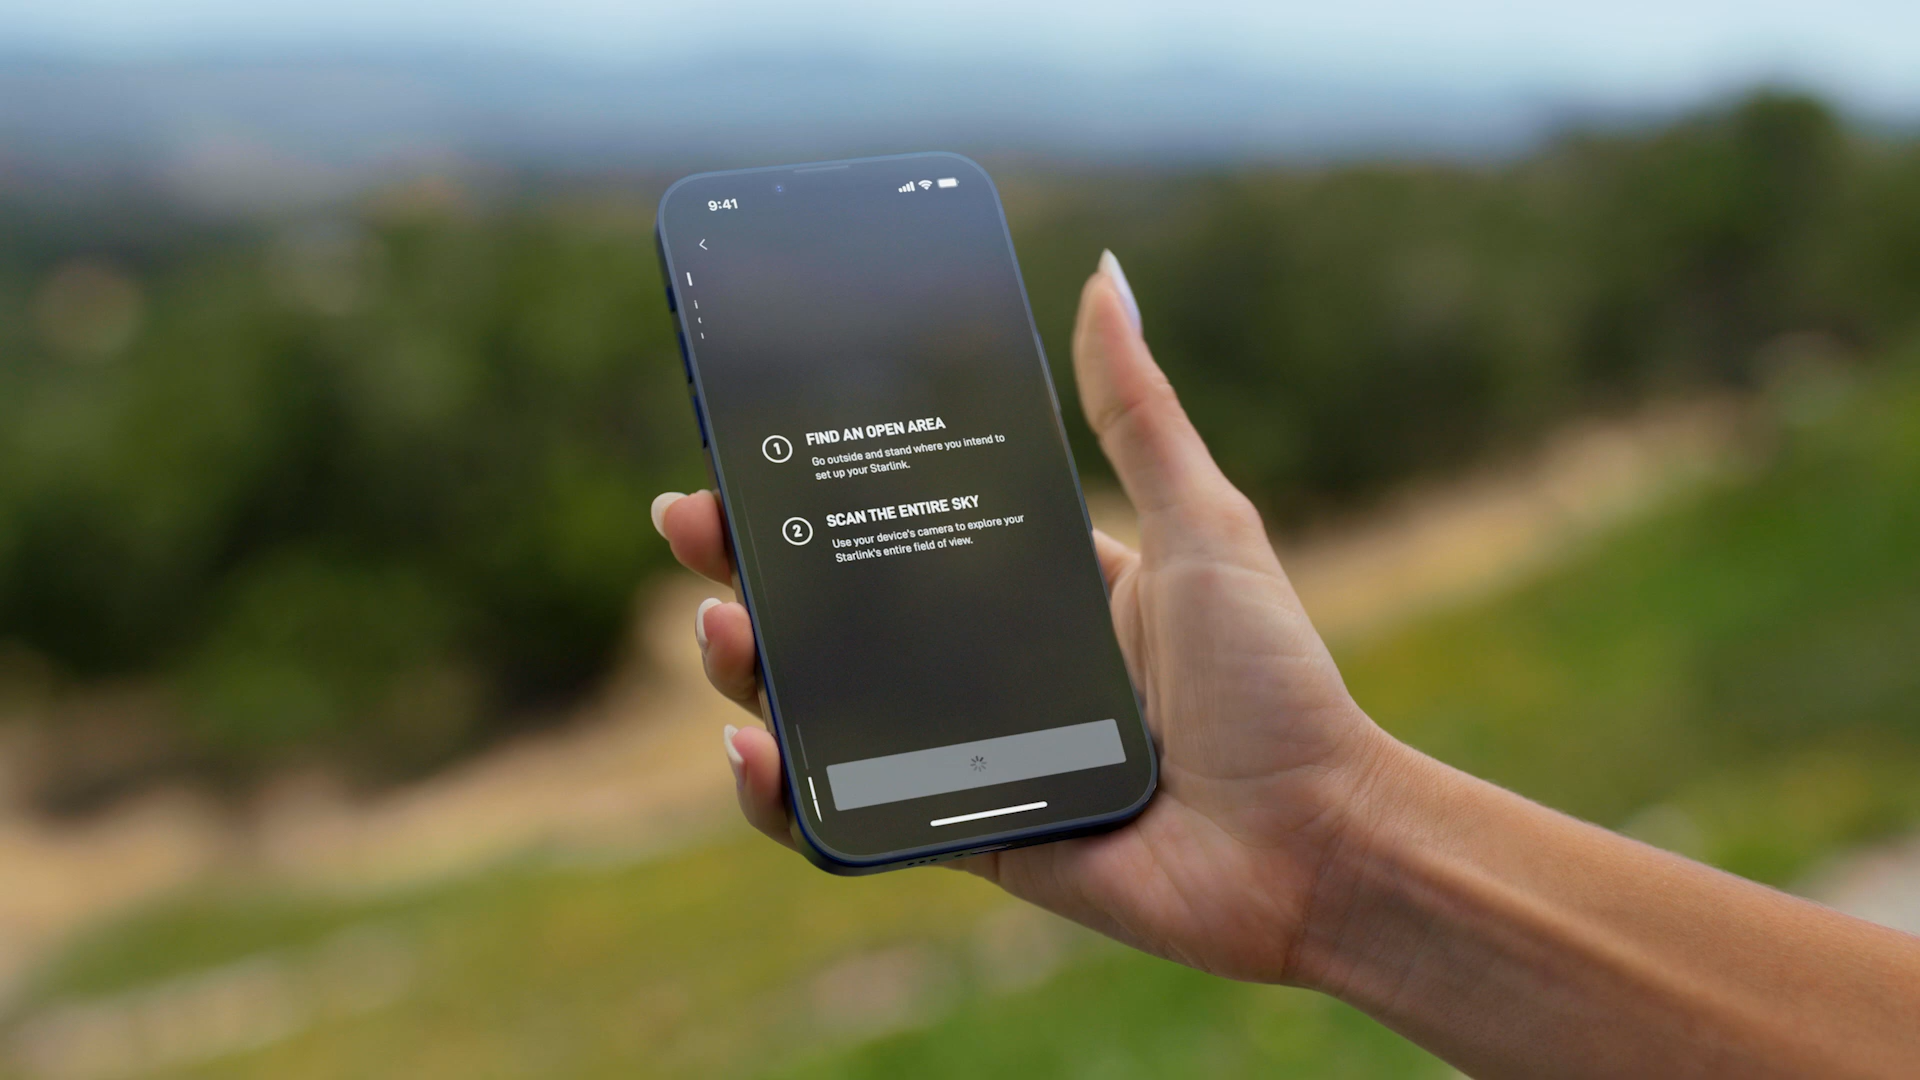 9:41
1
FIND AN OPEN AREA
Go outside and stand where you intend to
set up your Starlink.
2
SCAN THE ENTIRE SKY
Use your device's camera to explore your
Starlink's entire field of view.